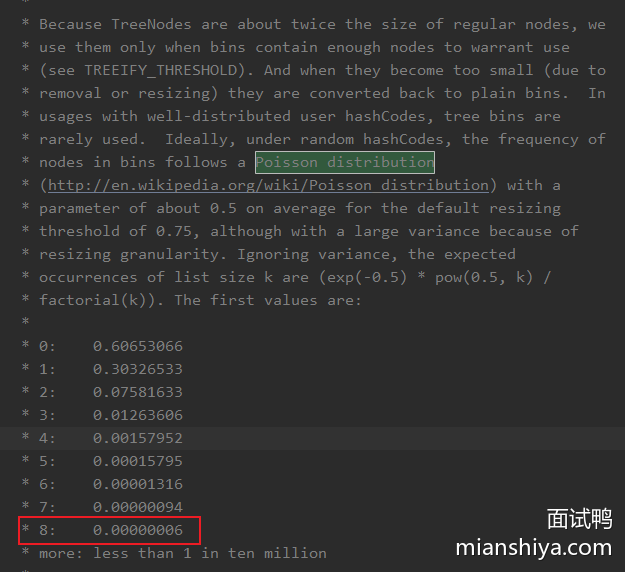 * Because TreeNodes are about twice the size of regular nodes, we
* use them only when bins contain enough nodes to warrant use
* (see TREEIFY_THRESHOLD). And when they become too small (due to
* removal or resizing) they are converted back to plain bins.  In
* usages with well-distributed user hashCodes, tree bins are
* rarely used.  Ideally, under random hashCodes, the frequency of
* nodes in bins follows a Poisson distribution
* (http://en.wikipedia.org/wiki/Poisson_distribution) with a
* parameter of about 0.5 on average for the default resizing
* threshold of 0.75, although with a large variance because of
* resizing granularity. Ignoring variance, the expected
* occurrences of list size k are (exp(-0.5) * pow(0.5, k) /
* factorial(k)). The first values are:
*
* 0:    0.60653066
* 1:    0.30326533
* 2:    0.07581633
* 3:    0.01263606
* 4:    0.00157952
* 5:    0.00015795
* 6:    0.00001316
* 7:    0.00000094
* 8:    0.00000006
* more: less than 1 in ten million
*
面试鸭
mianshiya.com